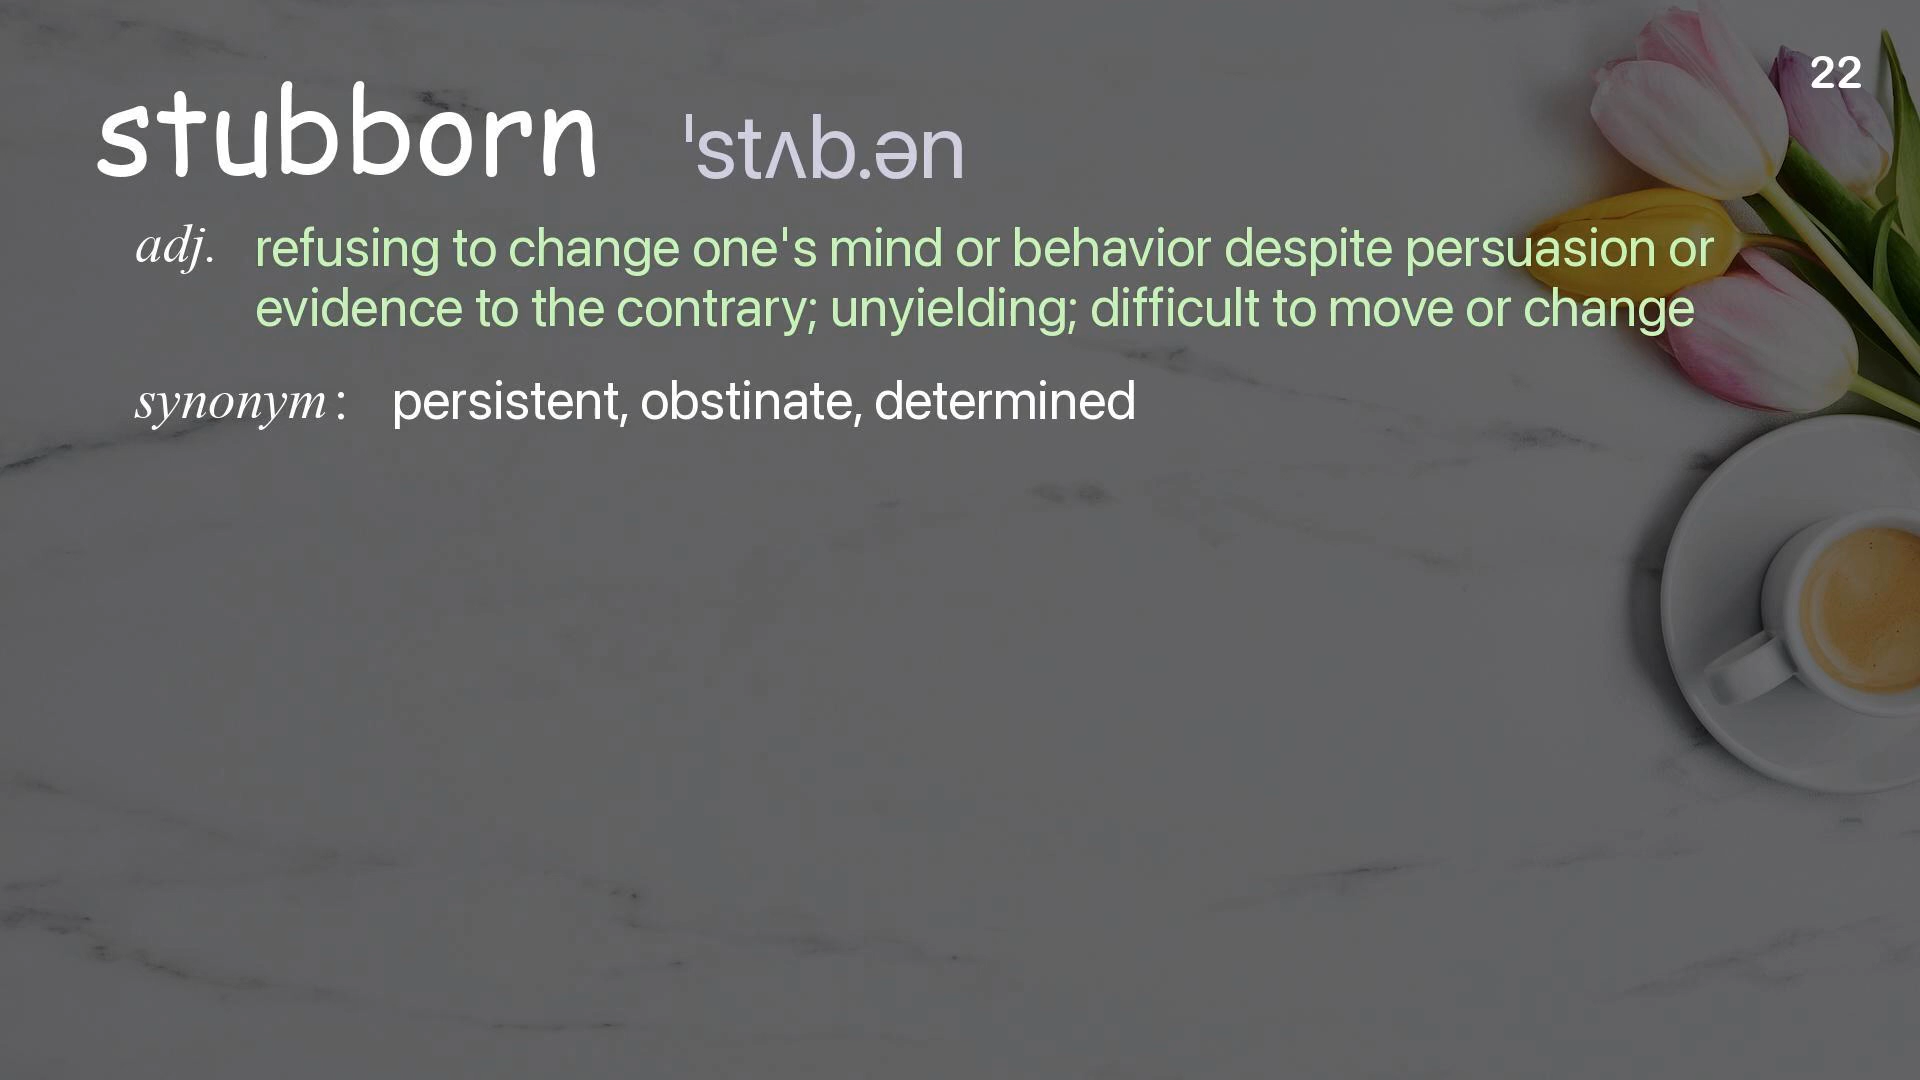 22
stubborn ˈstʌb.ən
adj. refusing to change one's mind or behavior despite persuasion or
evidence to the contrary; unyielding; difficult to move or change
synonym : persistent, obstinate, determined